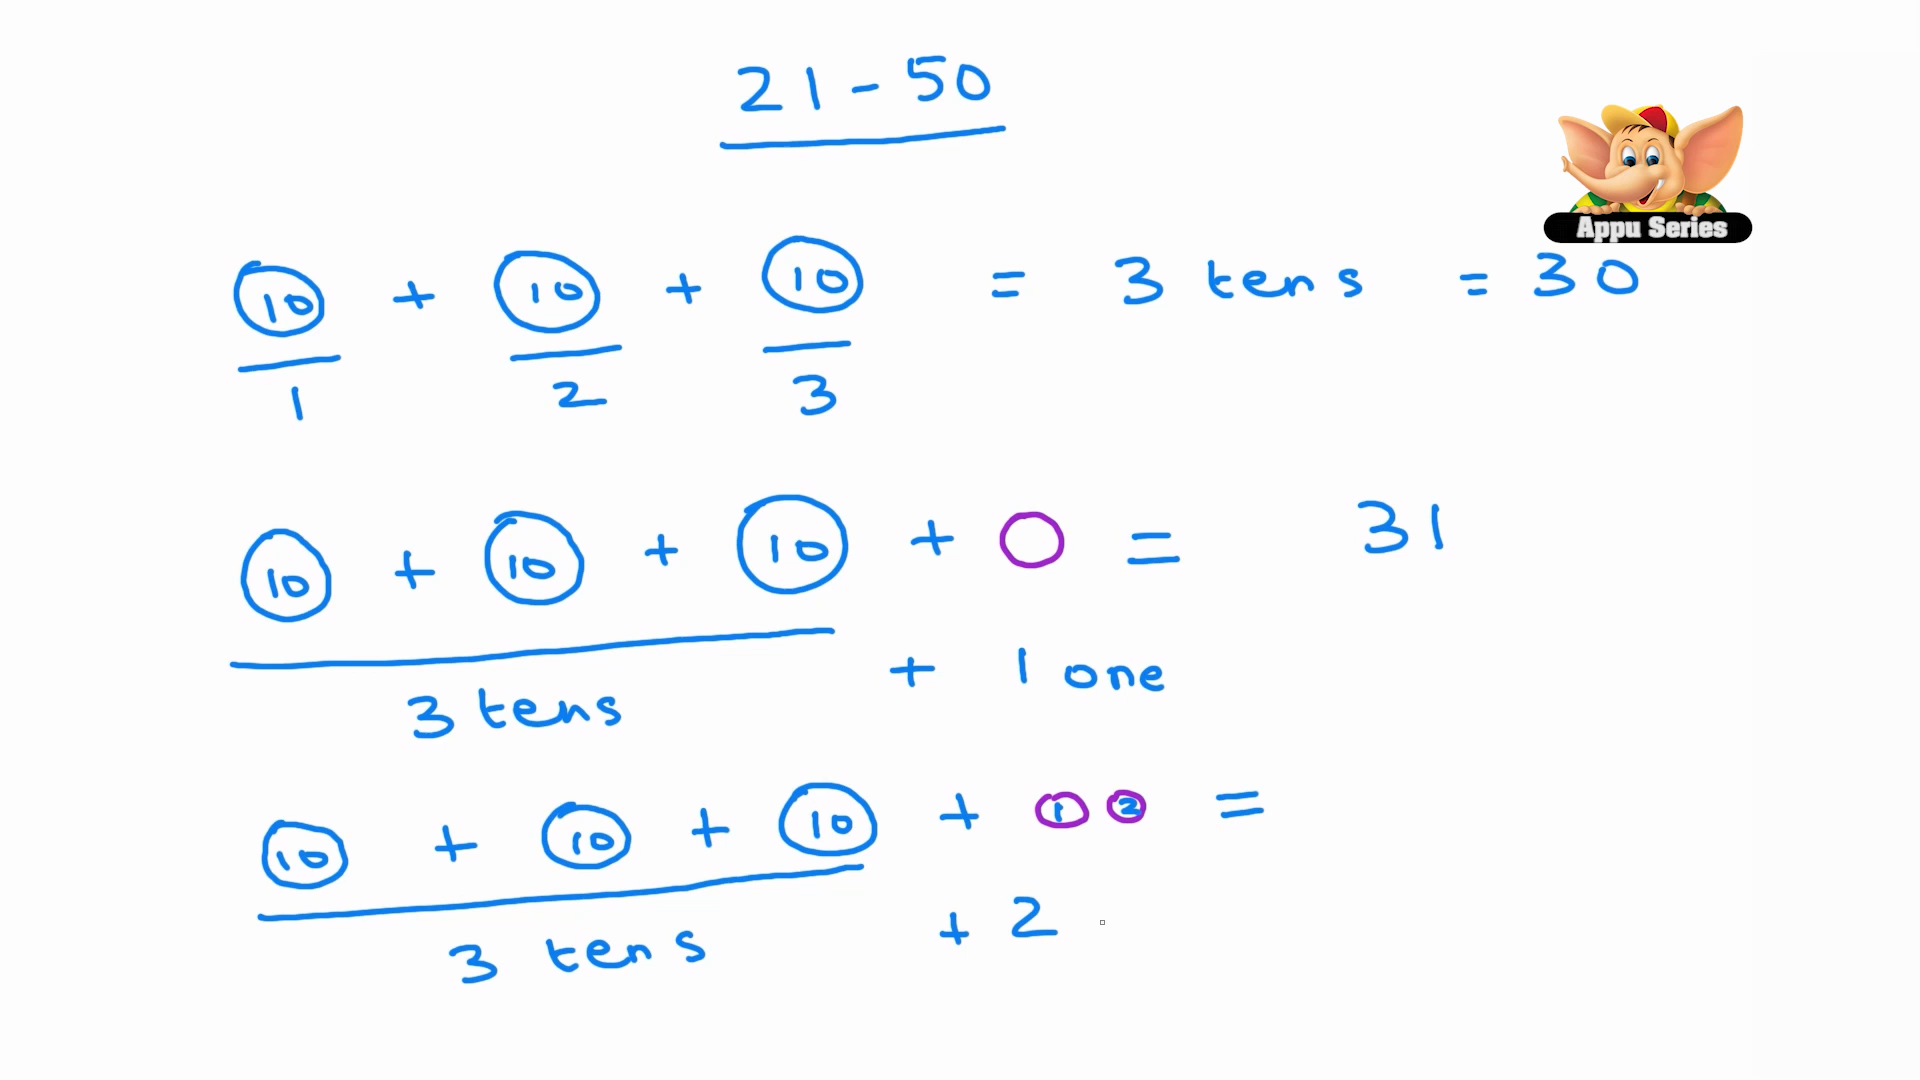 21-50
Appu Series
10 + 10 + 10 = 3 tens = 30
1 2 3
10 + 10 + 10 + = 31
3 tens + 1 one
10 + 10 + 10 + 1 2 =
3 tens + 2